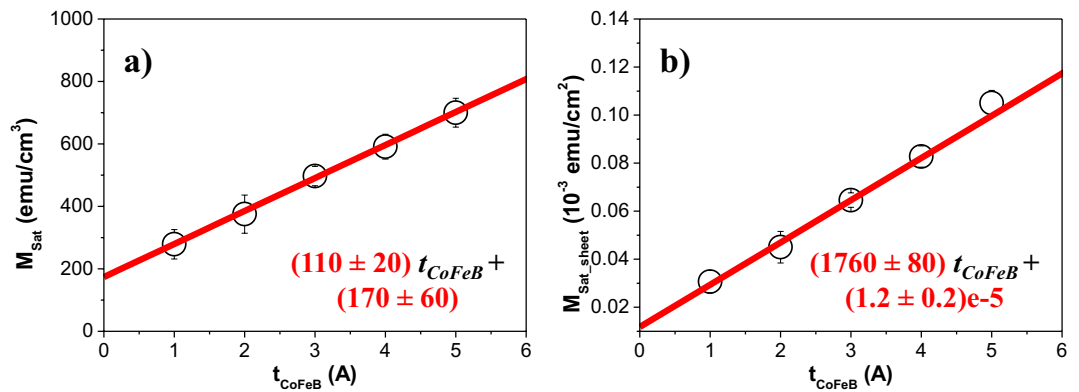 a)
M_Sat (emu/cm³)
1000
800
600
400
200
0
(110 ± 20) t_CoFeB +
(170 ± 60)
0 1 2 3 4 5 6
t_CoFeB (A)
b)
M_Sat_sheet (10⁻³ emu/cm²)
0.14
0.12
0.10
0.08
0.06
0.04
0.02
(1760 ± 80) t_CoFeB +
(1.2 ± 0.2)e-5
0 1 2 3 4 5 6
t_CoFeB (A)